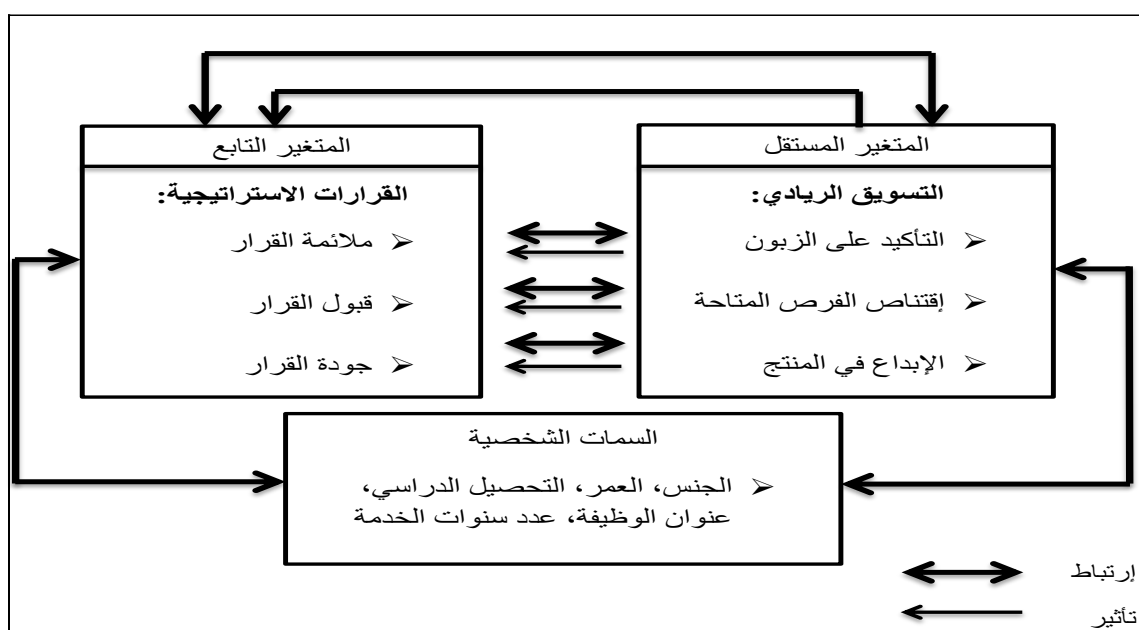 المتغير المستقل
التسويق الريادي:
التأكيد على الزبون
إقتناص الفرص المتاحة
الإبداع في المنتج
المتغير التابع
القرارات الاستراتيجية:
ملائمة القرار
قبول القرار
جودة القرار
السمات الشخصية
الجنس، العمر، التحصيل الدراسي،
عنوان الوظيفة، عدد سنوات الخدمة
إرتباط
تأثير